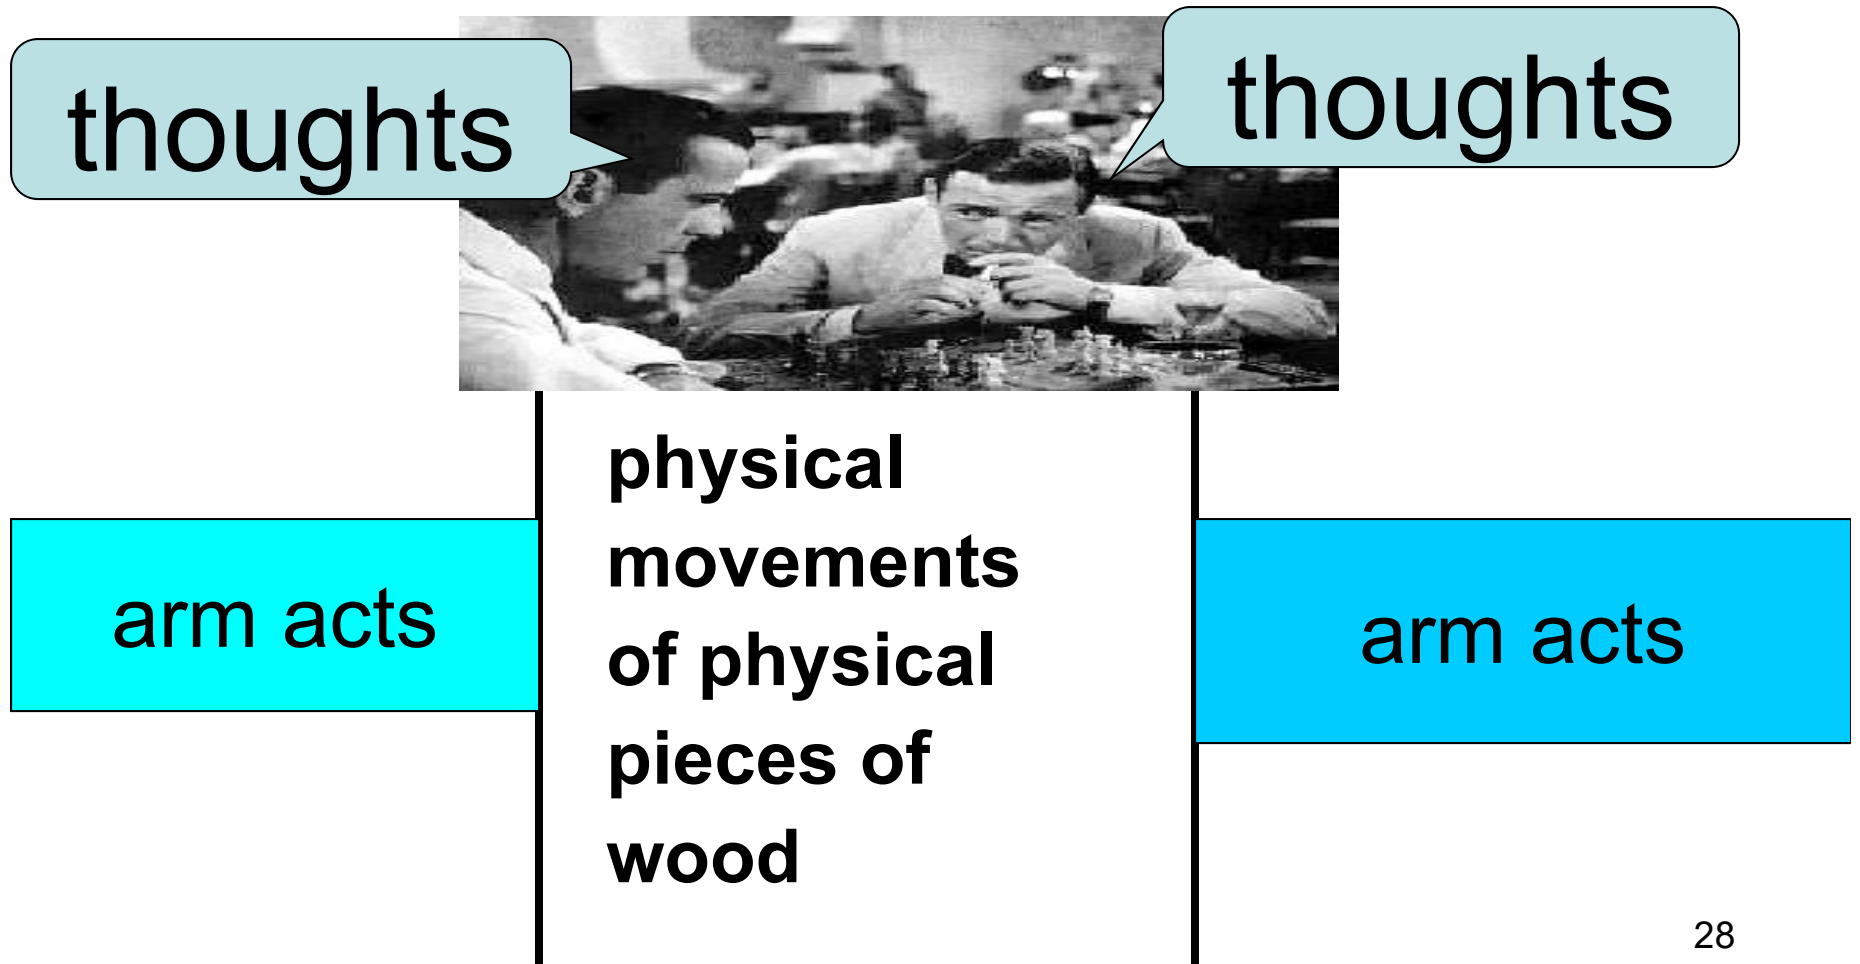 thoughts
thoughts
physical
movements
of physical
pieces of
wood
arm acts
arm acts
28